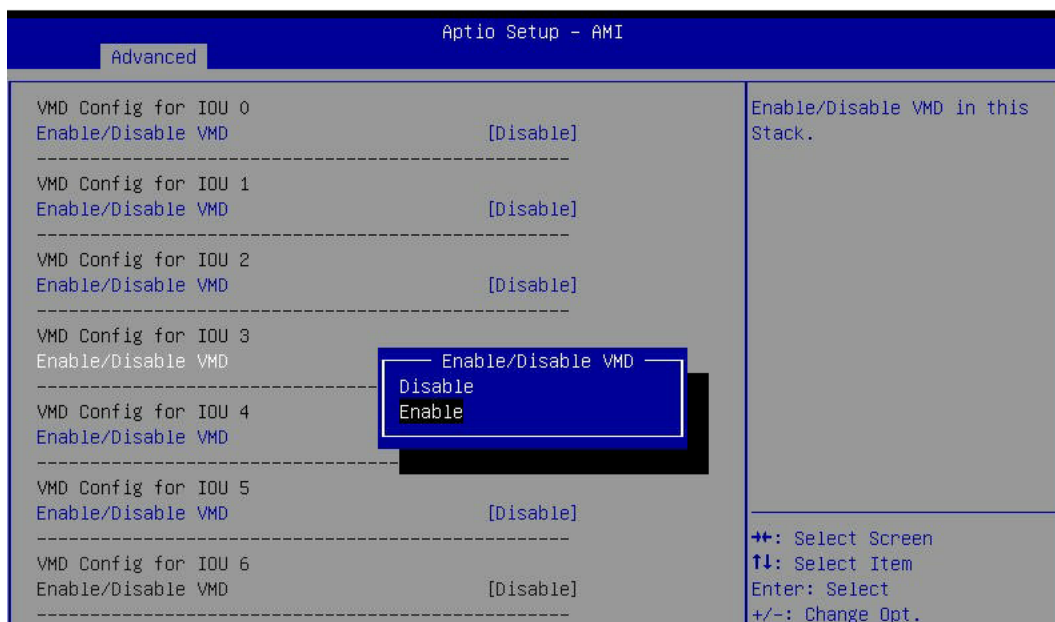 Aptio Setup - AMI
Advanced
VMD Config for IOU 0
Enable/Disable VMD [Disable]
VMD Config for IOU 1
Enable/Disable VMD [Disable]
VMD Config for IOU 2
Enable/Disable VMD [Disable]
VMD Config for IOU 3
Enable/Disable VMD
VMD Config for IOU 4
Enable/Disable VMD
VMD Config for IOU 5
Enable/Disable VMD [Disable]
VMD Config for IOU 6
Enable/Disable VMD [Disable]
Enable/Disable VMD
Disable
Enable
Enable/Disable VMD in this
Stack.
→←: Select Screen
↑↓: Select Item
Enter: Select
+/-: Change Opt.